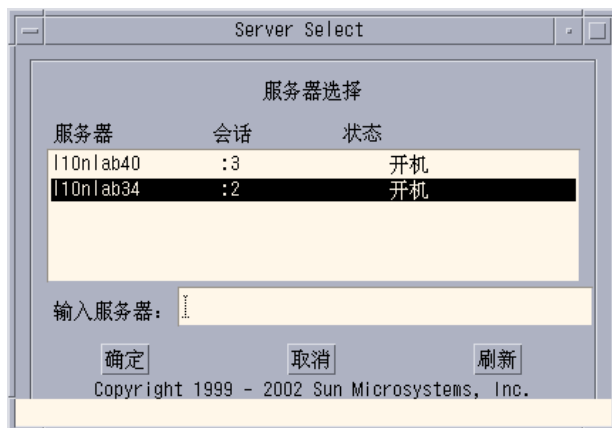 Server Select
服务器选择
服务器 会话 状态
l10nlab40 :3 开机
l10nlab34 :2 开机
输入服务器:
确定 取消 刷新
Copyright 1999 - 2002 Sun Microsystems, Inc.